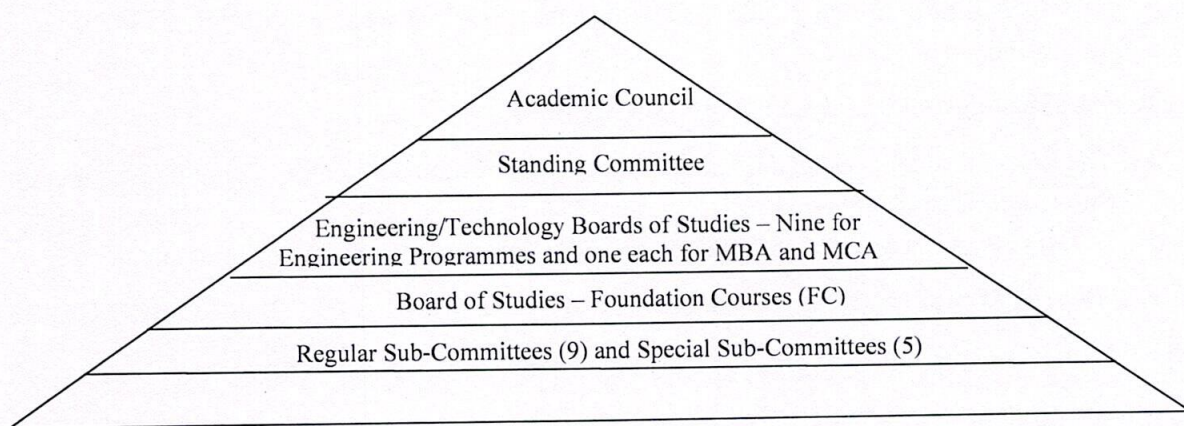 Academic Council
Standing Committee
Engineering/Technology Boards of Studies – Nine for
Engineering Programmes and one each for MBA and MCA
Board of Studies – Foundation Courses (FC)
Regular Sub-Committees (9) and Special Sub-Committees (5)